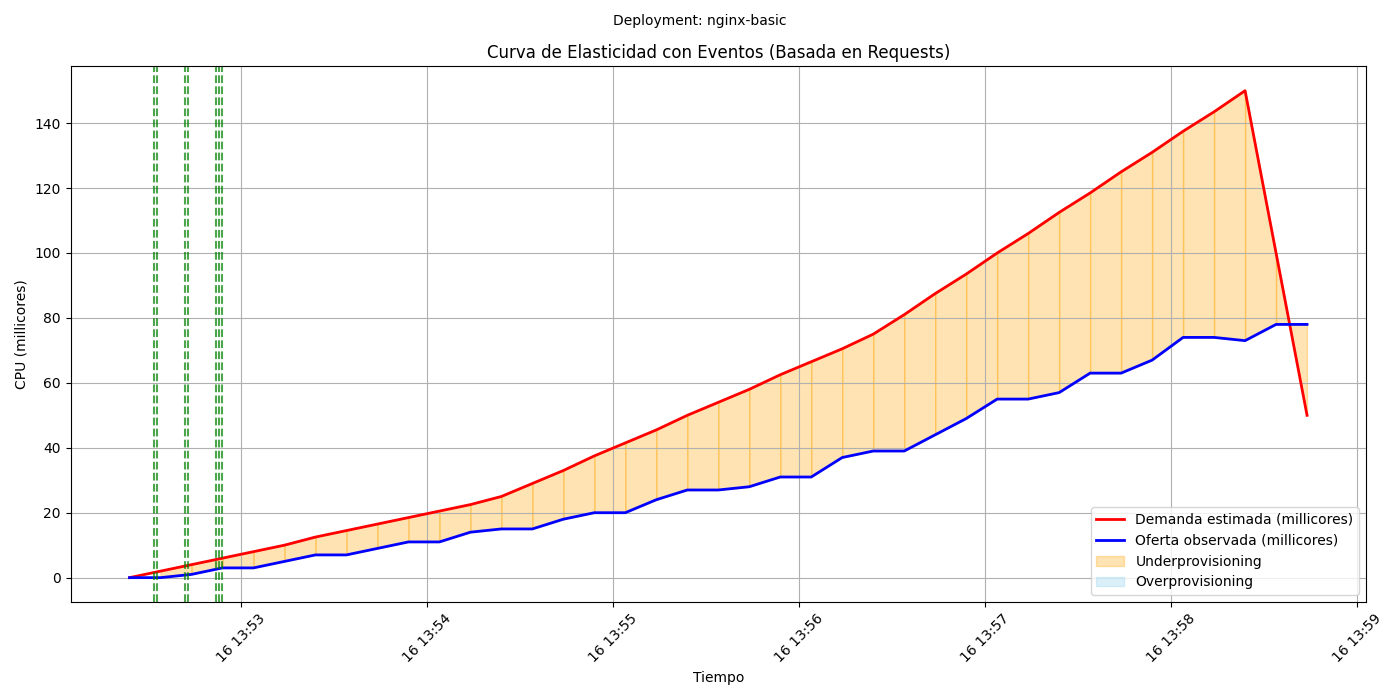 Deployment: nginx-basic
Curva de Elasticidad con Eventos (Basada en Requests)
CPU (millicores)
140
120
100
80
60
40
20
0
Demanda estimada (millicores)
Oferta observada (millicores)
Underprovisioning
Overprovisioning
16 13:53
16 13:54
16 13:55
16 13:56
16 13:57
16 13:58
16 13:59
Tiempo